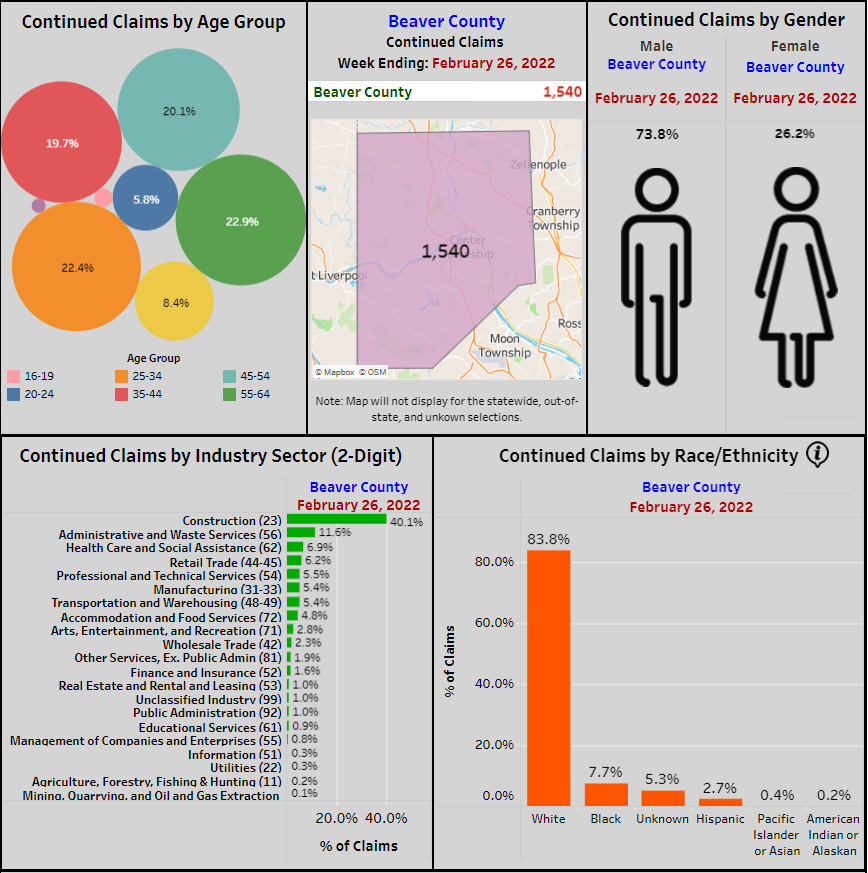 Continued Claims by Age Group
20.1%
19.7%
5.8%
22.9%
22.4%
8.4%
Age Group
16-19
25-34
45-54
20-24
35-44
55-64
Beaver County
Continued Claims
Week Ending: February 26, 2022
Beaver County 1,540
Zelienople
Cranberry
Township
Center
1,540
t Liverpool
Ross
Moon
Township
© Mapbox © OSM
Note: Map will not display for the statewide, out-of-
state, and unkown selections.
Continued Claims by Gender
Male Female
Beaver County Beaver County
February 26, 2022 February 26, 2022
73.8% 26.2%
Continued Claims by Industry Sector (2-Digit)
Beaver County
February 26, 2022
Construction (23) 40.1%
Administrative and Waste Services (56) 11.6%
Health Care and Social Assistance (62) 6.9%
Retail Trade (44-45) 6.2%
Professional and Technical Services (54) 5.5%
Manufacturing (31-33) 5.4%
Transportation and Warehousing (48-49) 5.4%
Accommodation and Food Services (72) 4.8%
Arts, Entertainment, and Recreation (71) 2.8%
Wholesale Trade (42) 2.3%
Other Services, Ex. Public Admin (81) 1.9%
Finance and Insurance (52) 1.6%
Real Estate and Rental and Leasing (53) 1.0%
Unclassified Industry (99) 1.0%
Public Administration (92) 1.0%
Educational Services (61) 0.9%
Management of Companies and Enterprises (55) 0.8%
Information (51) 0.3%
Utilities (22) 0.3%
Agriculture, Forestry, Fishing & Hunting (11) 0.2%
Mining, Quarrying, and Oil and Gas Extraction 0.1%
20.0% 40.0%
% of Claims
Continued Claims by Race/Ethnicity i
Beaver County
February 26, 2022
% of Claims
80.0%
60.0%
40.0%
20.0%
0.0%
83.8%
7.7%
5.3%
2.7%
0.4%
0.2%
White
Black
Unknown
Hispanic
Pacific
Islander
or Asian
American
Indian or
Alaskan